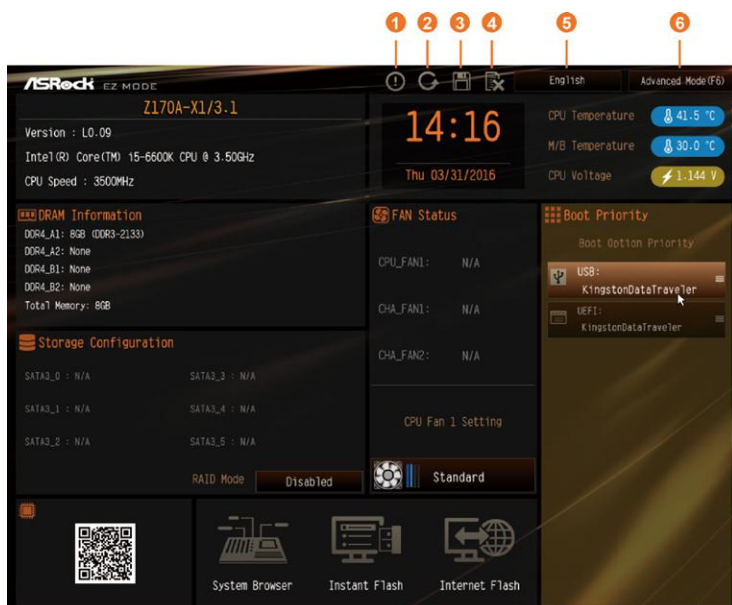 1 2 3 4 5 6
ASRock EZ MODE
English
Advanced Mode(F6)
Z170A-X1/3.1
Version : L0.09
Intel(R) Core(TM) i5-6600K CPU @ 3.50GHz
CPU Speed : 3500MHz
14:16
Thu 03/31/2016
CPU Temperature 41.5 °C
M/B Temperature 30.0 °C
CPU Voltage 1.144 V
DRAM Information
DDR4_A1: 8GB (DDR3-2133)
DDR4_A2: None
DDR4_B1: None
DDR4_B2: None
Total Memory: 8GB
Storage Configuration
SATA3_0 : N/A SATA3_3 : N/A
SATA3_1 : N/A SATA3_4 : N/A
SATA3_2 : N/A SATA3_5 : N/A
RAID Mode Disabled
FAN Status
CPU_FAN1: N/A
CHA_FAN1: N/A
CHA_FAN2: N/A
CPU Fan 1 Setting
Standard
Boot Priority
Boot Option Priority
USB:
KingstonDataTraveler
UEFI:
KingstonDataTraveler
System Browser
Instant Flash
Internet Flash